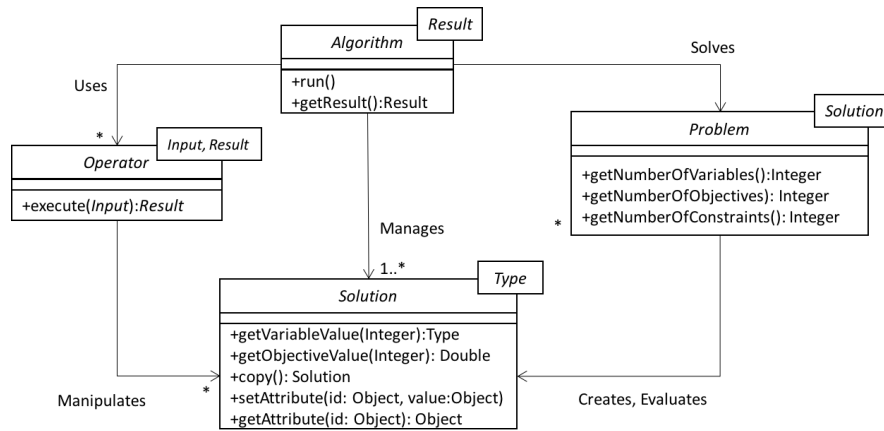 Result
Algorithm
+run()
+getResult():Result
Uses
Solves
*
Input, Result
Operator
+execute(Input):Result
Solution
Problem
+getNumberOfVariables():Integer
+getNumberOfObjectives): Integer
+getNumberOfConstraints(): Integer
*
Manages
1..*
Type
Solution
+getVariableValue(Integer):Type
+getObjectiveValue(Integer): Double
+copy(): Solution
+setAttribute(id: Object, value:Object)
+getAttribute(id: Object): Object
*
Manipulates
Creates, Evaluates